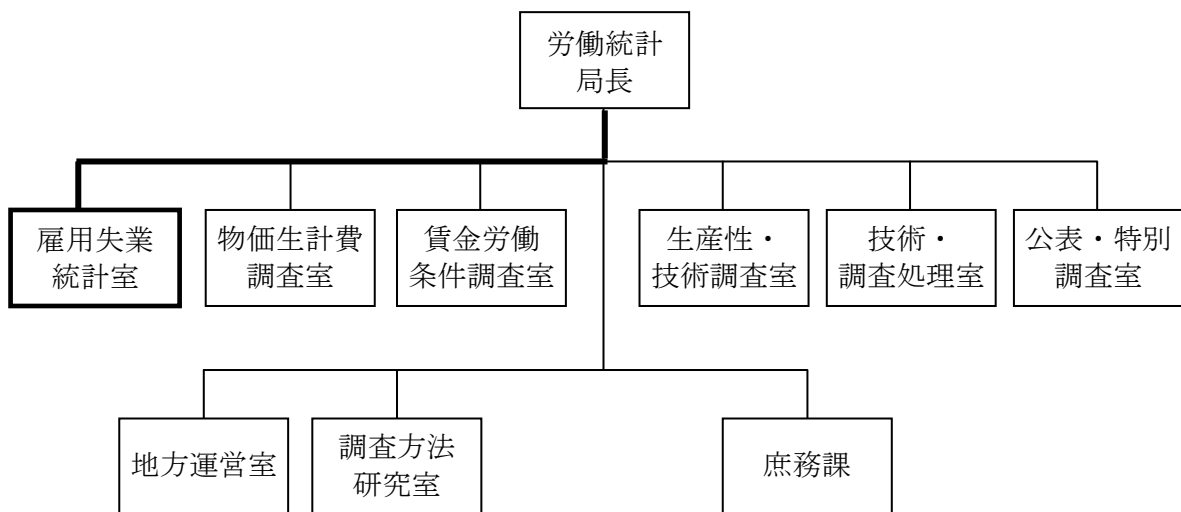 労働統計
局長
雇用失業
統計室
物価生計費
調査室
賃金労働
条件調査室
生産性・
技術調査室
技術・
調査処理室
公表・特別
調査室
地方運営室
調査方法
研究室
庶務課